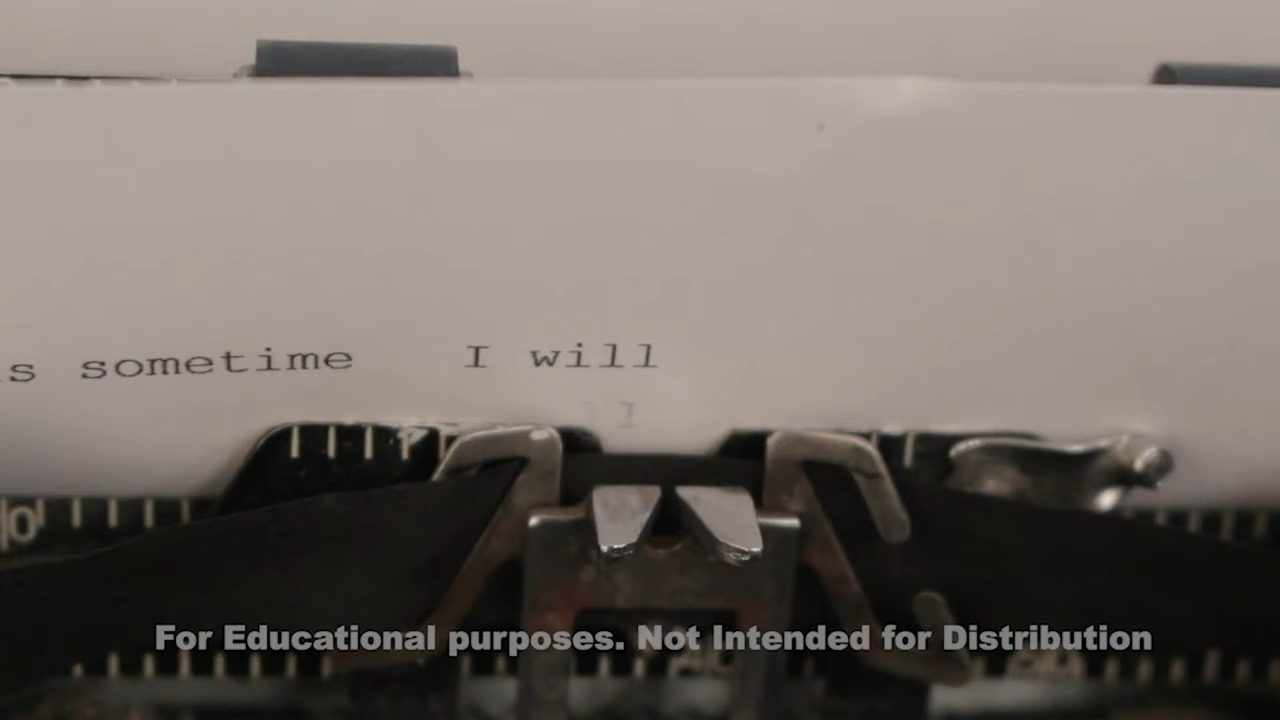 s sometime I will
For Educational purposes. Not Intended for Distribution